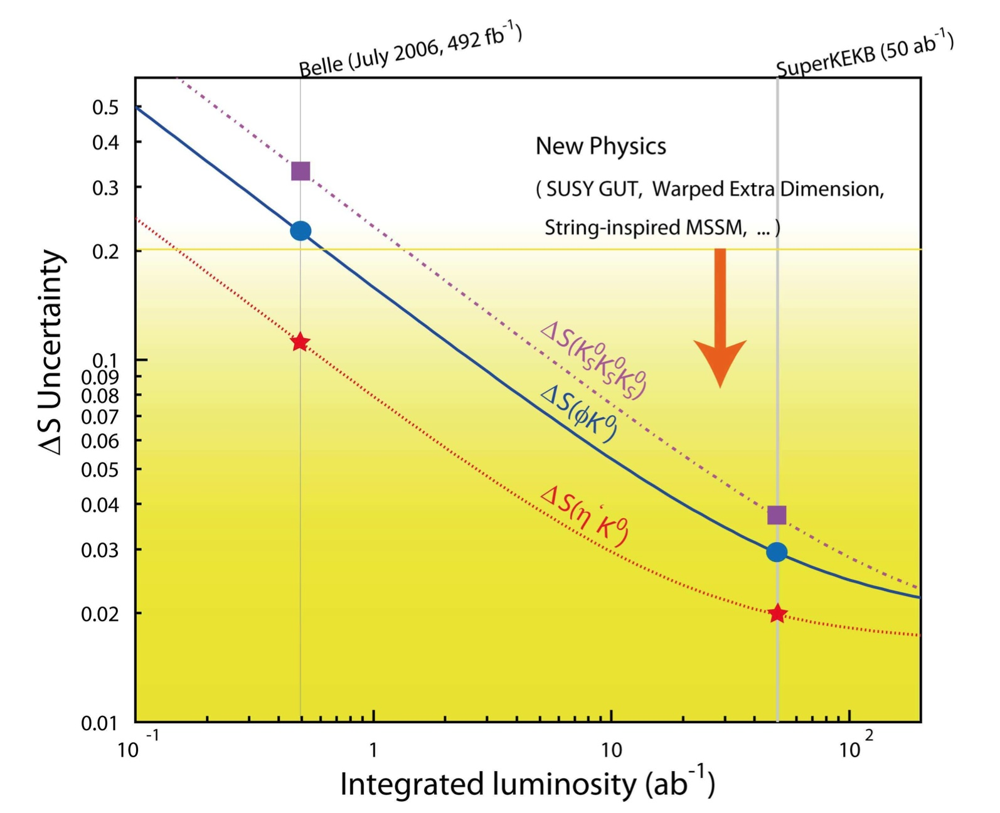 Belle (July 2006, 492 fb⁻¹)
SuperKEKB (50 ab⁻¹)
0.5
0.4
0.3
0.2
0.1
0.09
0.08
0.07
0.06
0.05
0.04
0.03
0.02
0.01
ΔS Uncertainty
New Physics
( SUSY GUT, Warped Extra Dimension,
String-inspired MSSM, ... )
ΔS(K⁰_S K⁰_S K⁰_S)
ΔS(ϕK⁰)
ΔS(η‘K⁰)
10⁻¹
1
10
10²
Integrated luminosity (ab⁻¹)